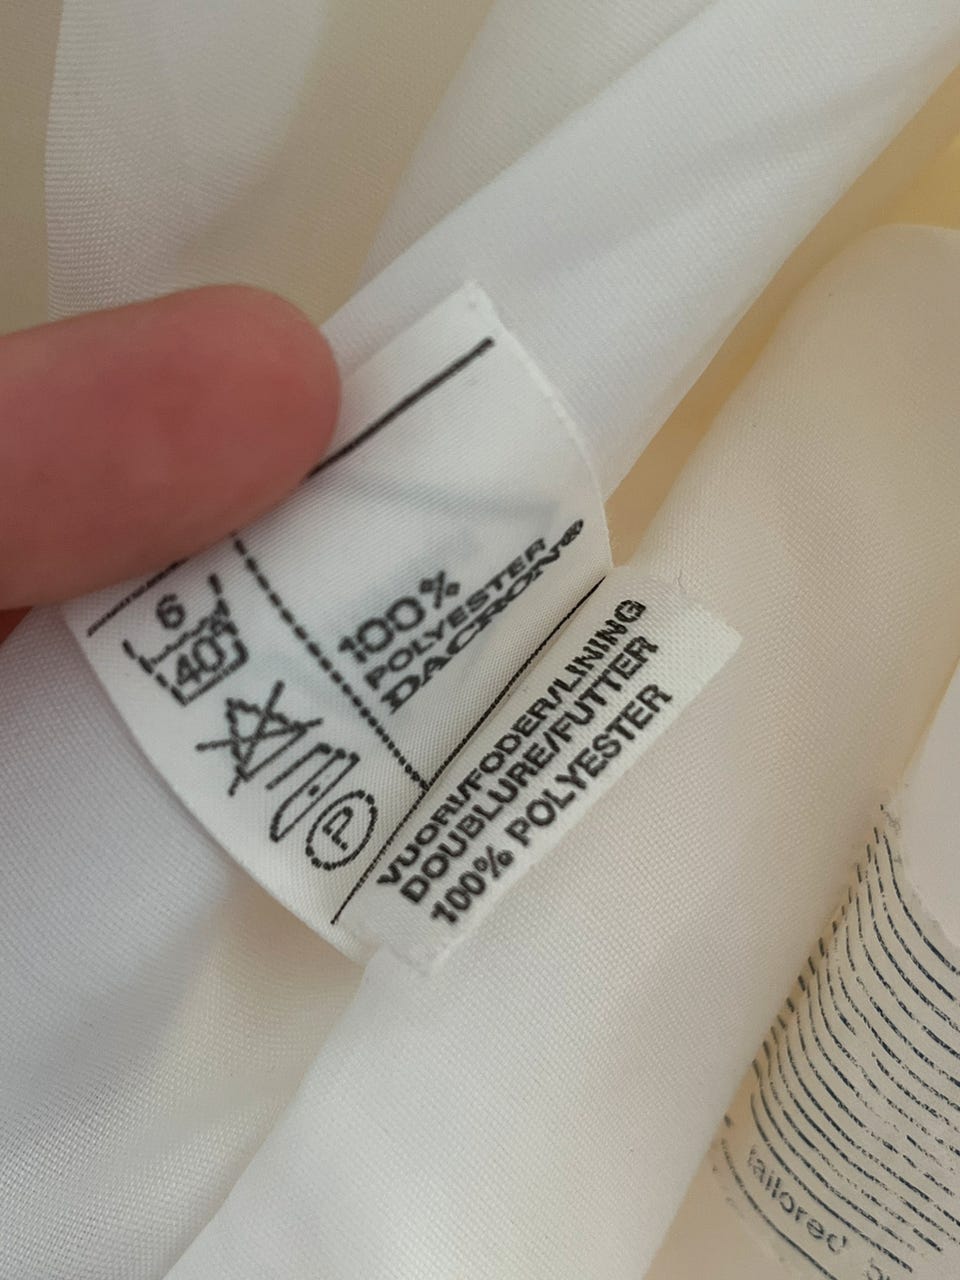 6
40
P
100%
POLYESTER
DACRON®
VUORI/FODER/LINING
DOUBLURE/FUTTER
100% POLYESTER
tailored